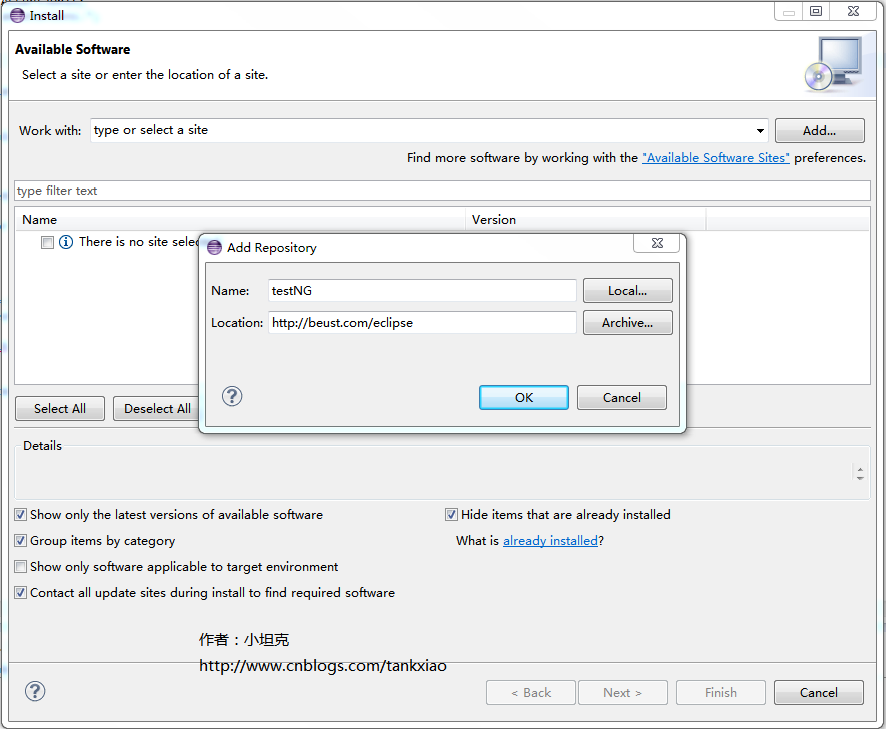 Install
Available Software
Select a site or enter the location of a site.
Work with: type or select a site Add...
Find more software by working with the "Available Software Sites" preferences.
type filter text
Name Version
There is no site
Add Repository
Name: testNG Local...
Location: http://beust.com/eclipse Archive...
? OK Cancel
Select All Deselect All
Details
Show only the latest versions of available software Hide items that are already installed
Group items by category What is already installed?
Show only software applicable to target environment
Contact all update sites during install to find required software
作者：小坦克
http://www.cnblogs.com/tankxiao
? < Back Next > Finish Cancel